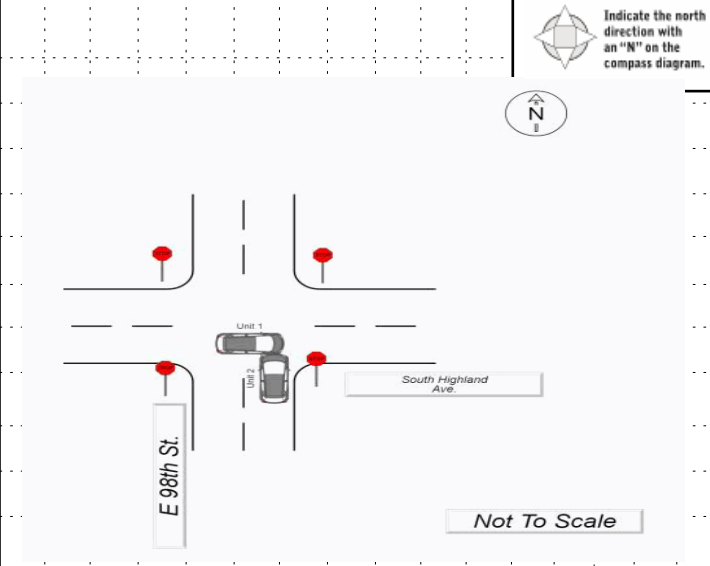 Indicate the north
direction with
an "N" on the
compass diagram.
N
Unit 1
Unit 2
South Highland
Ave.
E 98th St.
Not To Scale